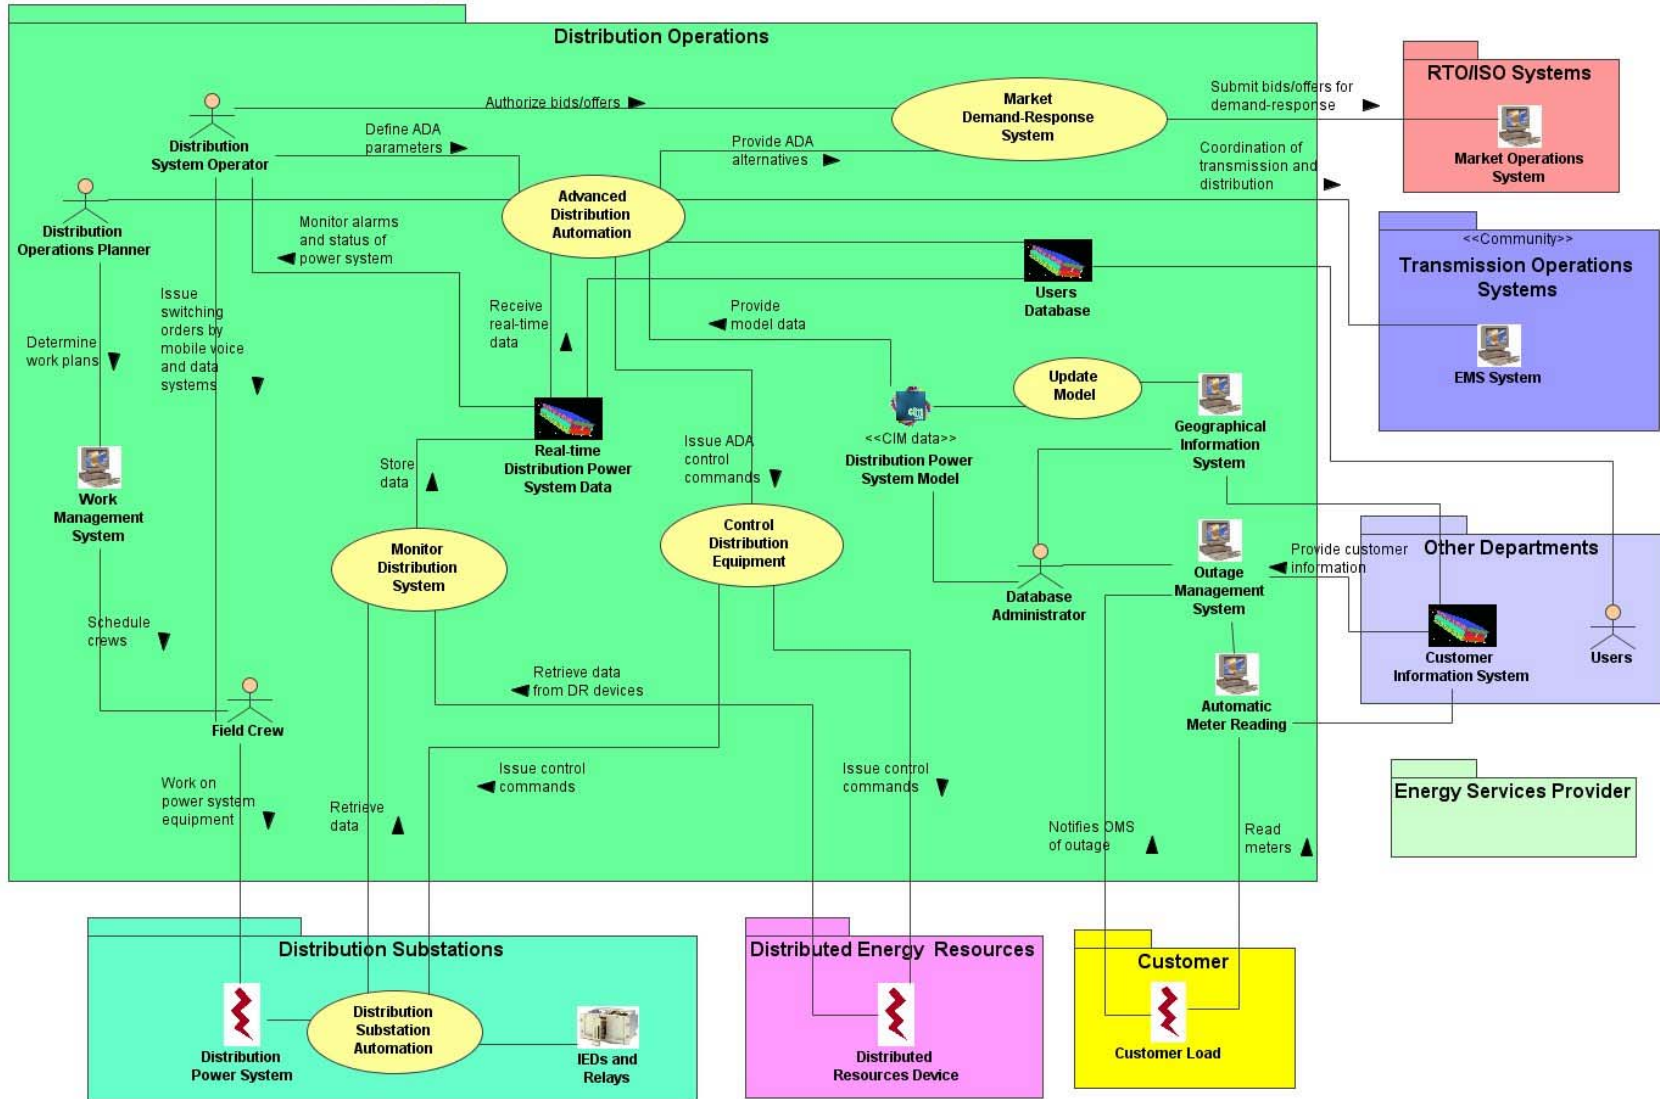 Distribution Operations
RTO/ISO Systems
Submit bids/offers for
demand-response
Market
Demand-Response
System
Authorize bids/offers
Distribution
System Operator
Define ADA
parameters
Provide ADA
alternatives
Market Operations
System
Coordination of
transmission and
distribution
Advanced
Distribution
Automation
Distribution
Operations Planner
Monitor alarms
and status of
power system
<<Community>>
Transmission Operations
Systems
EMS System
Users
Database
Issue
switching
orders by
mobile voice
and data
systems
Receive
real-time
data
Provide
model data
Determine
work plans
Update
Model
Geographical
Information
System
<<CIM data>>
Distribution Power
System Model
Real-time
Distribution Power
System Data
Store
data
Issue ADA
control
commands
Work
Management
System
Control
Distribution
Equipment
Monitor
Distribution
System
Other Departments
Provide customer
information
Outage
Management
System
Database
Administrator
Schedule
crews
Customer
Information System
Users
Retrieve data
from DR devices
Automatic
Meter Reading
Field Crew
Work on
power system
equipment
Retrieve
data
Issue control
commands
Issue control
commands
Notifies OMS
of outage
Read
meters
Energy Services Provider
Distribution Substations
Distribution
Power System
Distribution
Substation
Automation
IEDs and
Relays
Distributed Energy Resources
Distributed
Resources Device
Customer
Customer Load